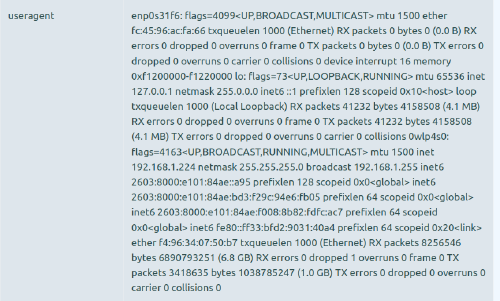 useragent
enp0s31f6: flags=4099<UP,BROADCAST,MULTICAST> mtu 1500 ether
fc:45:96:ac:fa:66 txqueuelen 1000 (Ethernet) RX packets 0 bytes 0 (0.0 B) RX
errors 0 dropped 0 overruns 0 frame 0 TX packets 0 bytes 0 (0.0 B) TX errors 0
dropped 0 overruns 0 carrier 0 collisions 0 device interrupt 16 memory
0xf1200000-f1220000 lo: flags=73<UP,LOOPBACK,RUNNING> mtu 65536 inet
127.0.0.1 netmask 255.0.0.0 inet6 ::1 prefixlen 128 scopeid 0x10<host> loop
txqueuelen 1000 (Local Loopback) RX packets 41232 bytes 4158508 (4.1 MB)
RX errors 0 dropped 0 overruns 0 frame 0 TX packets 41232 bytes 4158508
(4.1 MB) TX errors 0 dropped 0 overruns 0 carrier 0 collisions 0wlp4s0:
flags=4163<UP,BROADCAST,RUNNING,MULTICAST> mtu 1500 inet
192.168.1.224 netmask 255.255.255.0 broadcast 192.168.1.255 inet6
2603:8000:e101:84ae::a95 prefixlen 128 scopeid 0x0<global> inet6
2603:8000:e101:84ae:bd3:f29c:94e6:fb05 prefixlen 64 scopeid 0x0<global>
inet6 2603:8000:e101:84ae:f008:8b82:fdfc:ac7 prefixlen 64 scopeid
0x0<global> inet6 fe80::ff33:bfd2:9031:40a4 prefixlen 64 scopeid 0x20<link>
ether f4:96:34:07:50:b7 txqueuelen 1000 (Ethernet) RX packets 8256546
bytes 6890793251 (6.8 GB) RX errors 0 dropped 1 overruns 0 frame 0 TX
packets 3418635 bytes 1038785247 (1.0 GB) TX errors 0 dropped 0 overruns 0
carrier 0 collisions 0